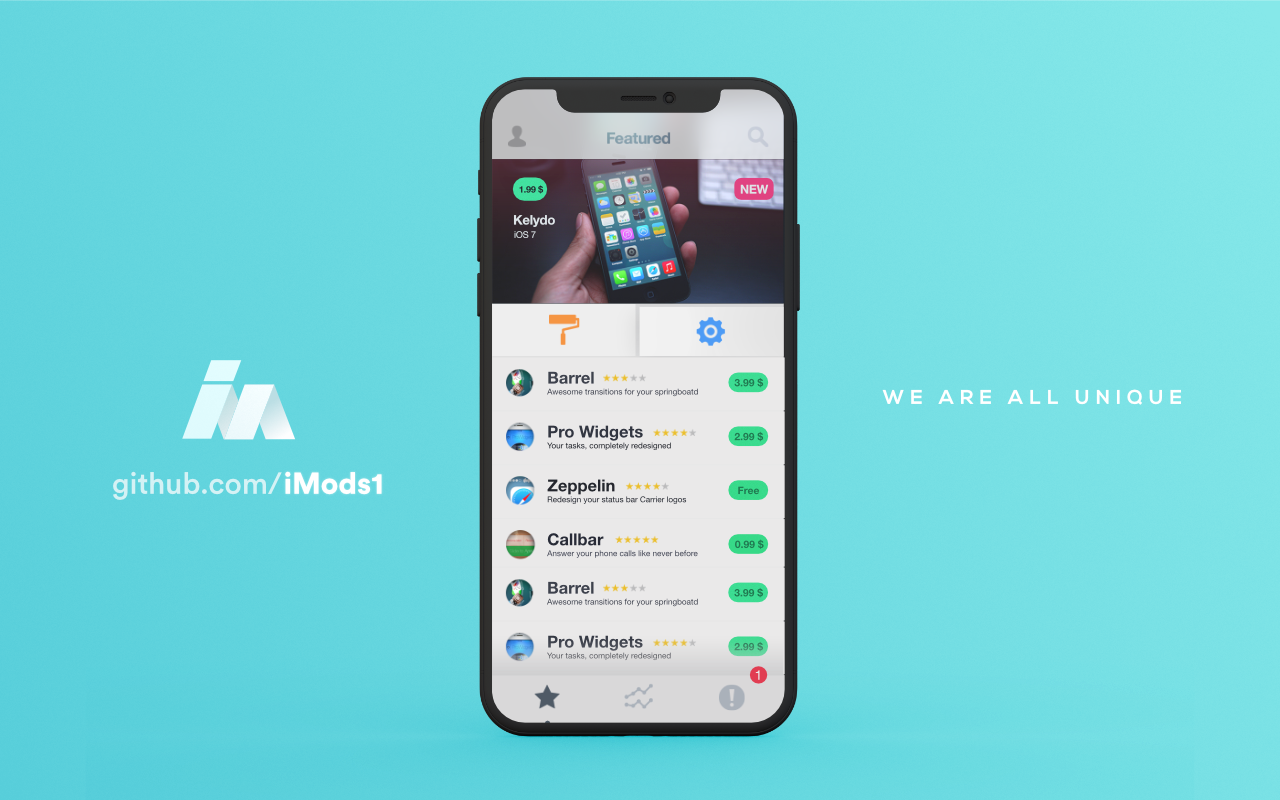 Featured
1.99 $
NEW
Kelydo
iOS 7
Barrel
Awesome transitions for your springboatd
3.99 $
Pro Widgets
Your tasks, completely redesigned
2.99 $
Zeppelin
Redesign your status bar Carrier logos
Free
Callbar
Answer your phone calls like never before
0.99 $
Barrel
Awesome transitions for your springboatd
3.99 $
Pro Widgets
Your tasks, completely redesigned
2.99 $
1
im
github.com/iMods1
WE ARE ALL UNIQUE